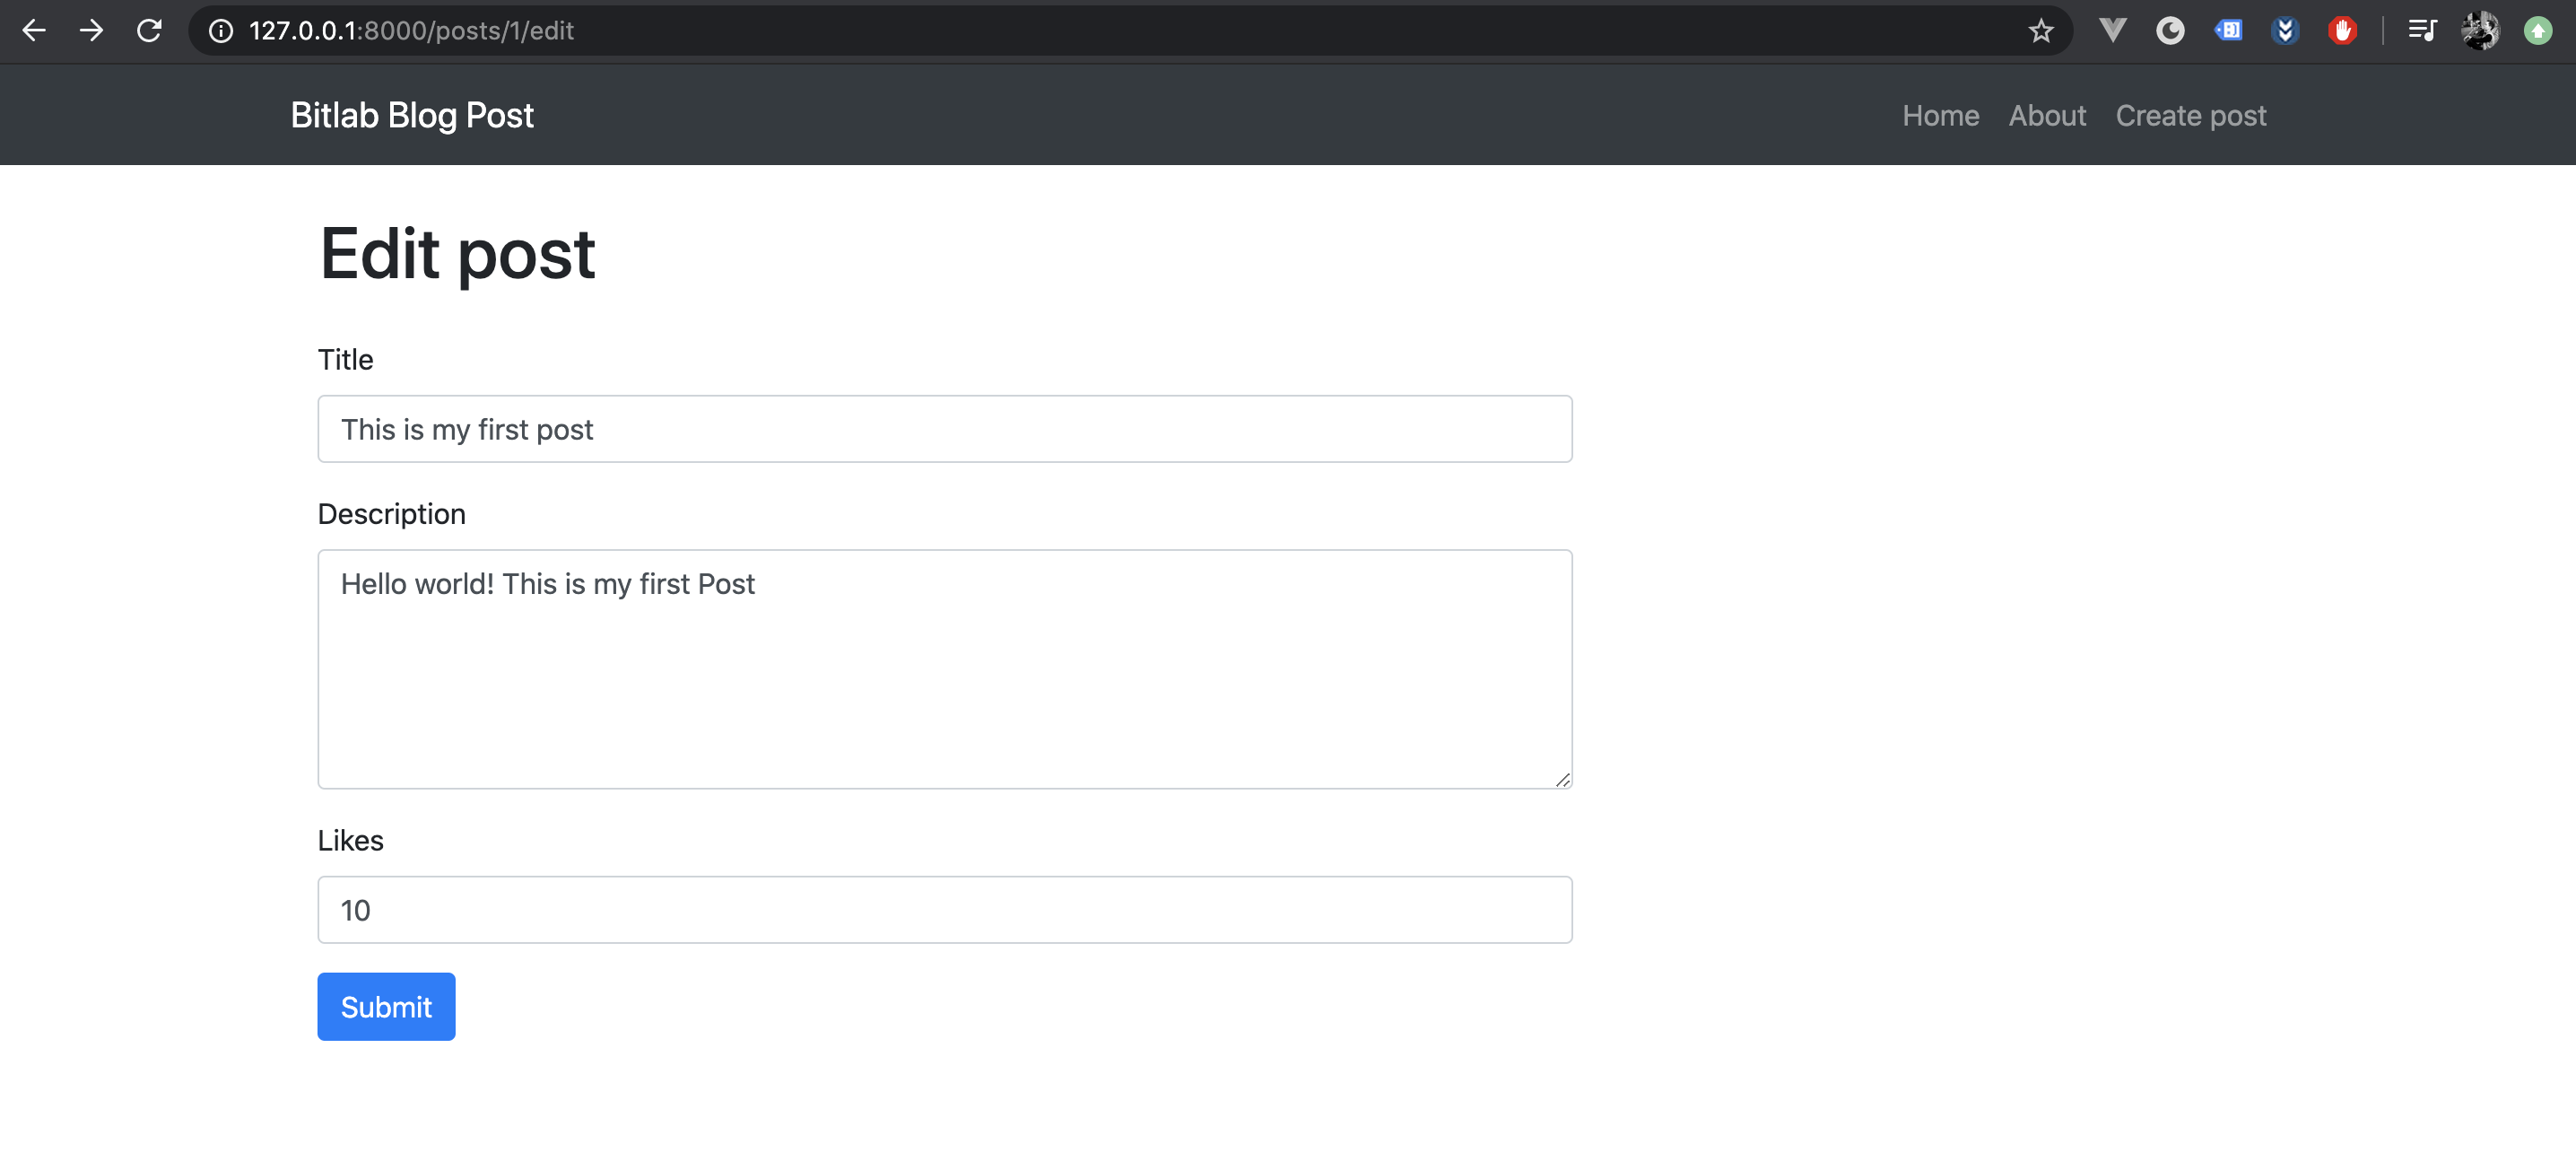 127.0.0.1:8000/posts/1/edit
Bitlab Blog Post
Home About Create post
Edit post
Title
This is my first post
Description
Hello world! This is my first Post
Likes
10
Submit